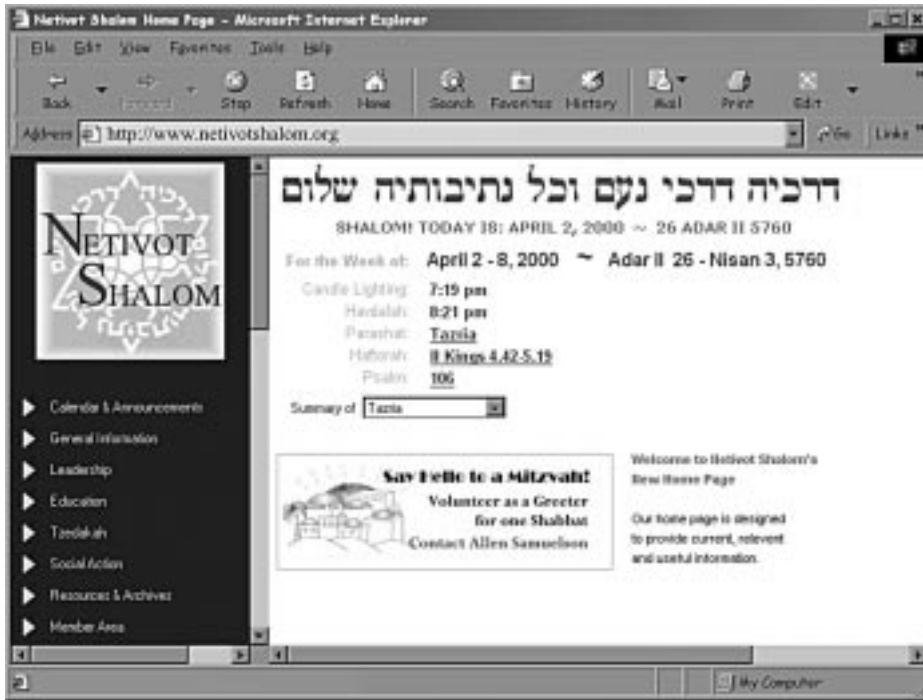 Netivot Shalom Home Page - Microsoft Internet Explorer
File Edit View Favorites Tools Help
Back Forward Stop Refresh Home Search Favorites History Mail Print Edit
Address http://www.netivotshalom.org Go Links
NETIVOT
SHALOM
Calendar & Announcements
General Information
Leadership
Education
Tzedakah
Social Action
Resources & Archives
Member Area
דרכיה דרכי נעם וכל נתיבותיה שלום
SHALOM! TODAY IS: APRIL 2, 2000 ~ 26 ADAR II 5760
For the Week of: April 2 - 8, 2000 ~ Adar II 26 - Nisan 3, 5760
Candle Lighting: 7:19 pm
Havdalah: 8:21 pm
Parashat: Tazria
Haftorah: II Kings 4.42-5.19
Psalm: 106
Summary of Tazria
Say Hello to a Mitzvah!
Volunteer as a Greeter
for one Shabbat
Contact Allen Samuelson
Welcome to Netivot Shalom's
New Home Page
Our home page is designed
to provide current, relevent
and useful information.
My Computer